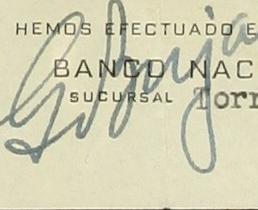 HEMOS EFECTUADO E
BANCO NAC
SUCURSAL Torr